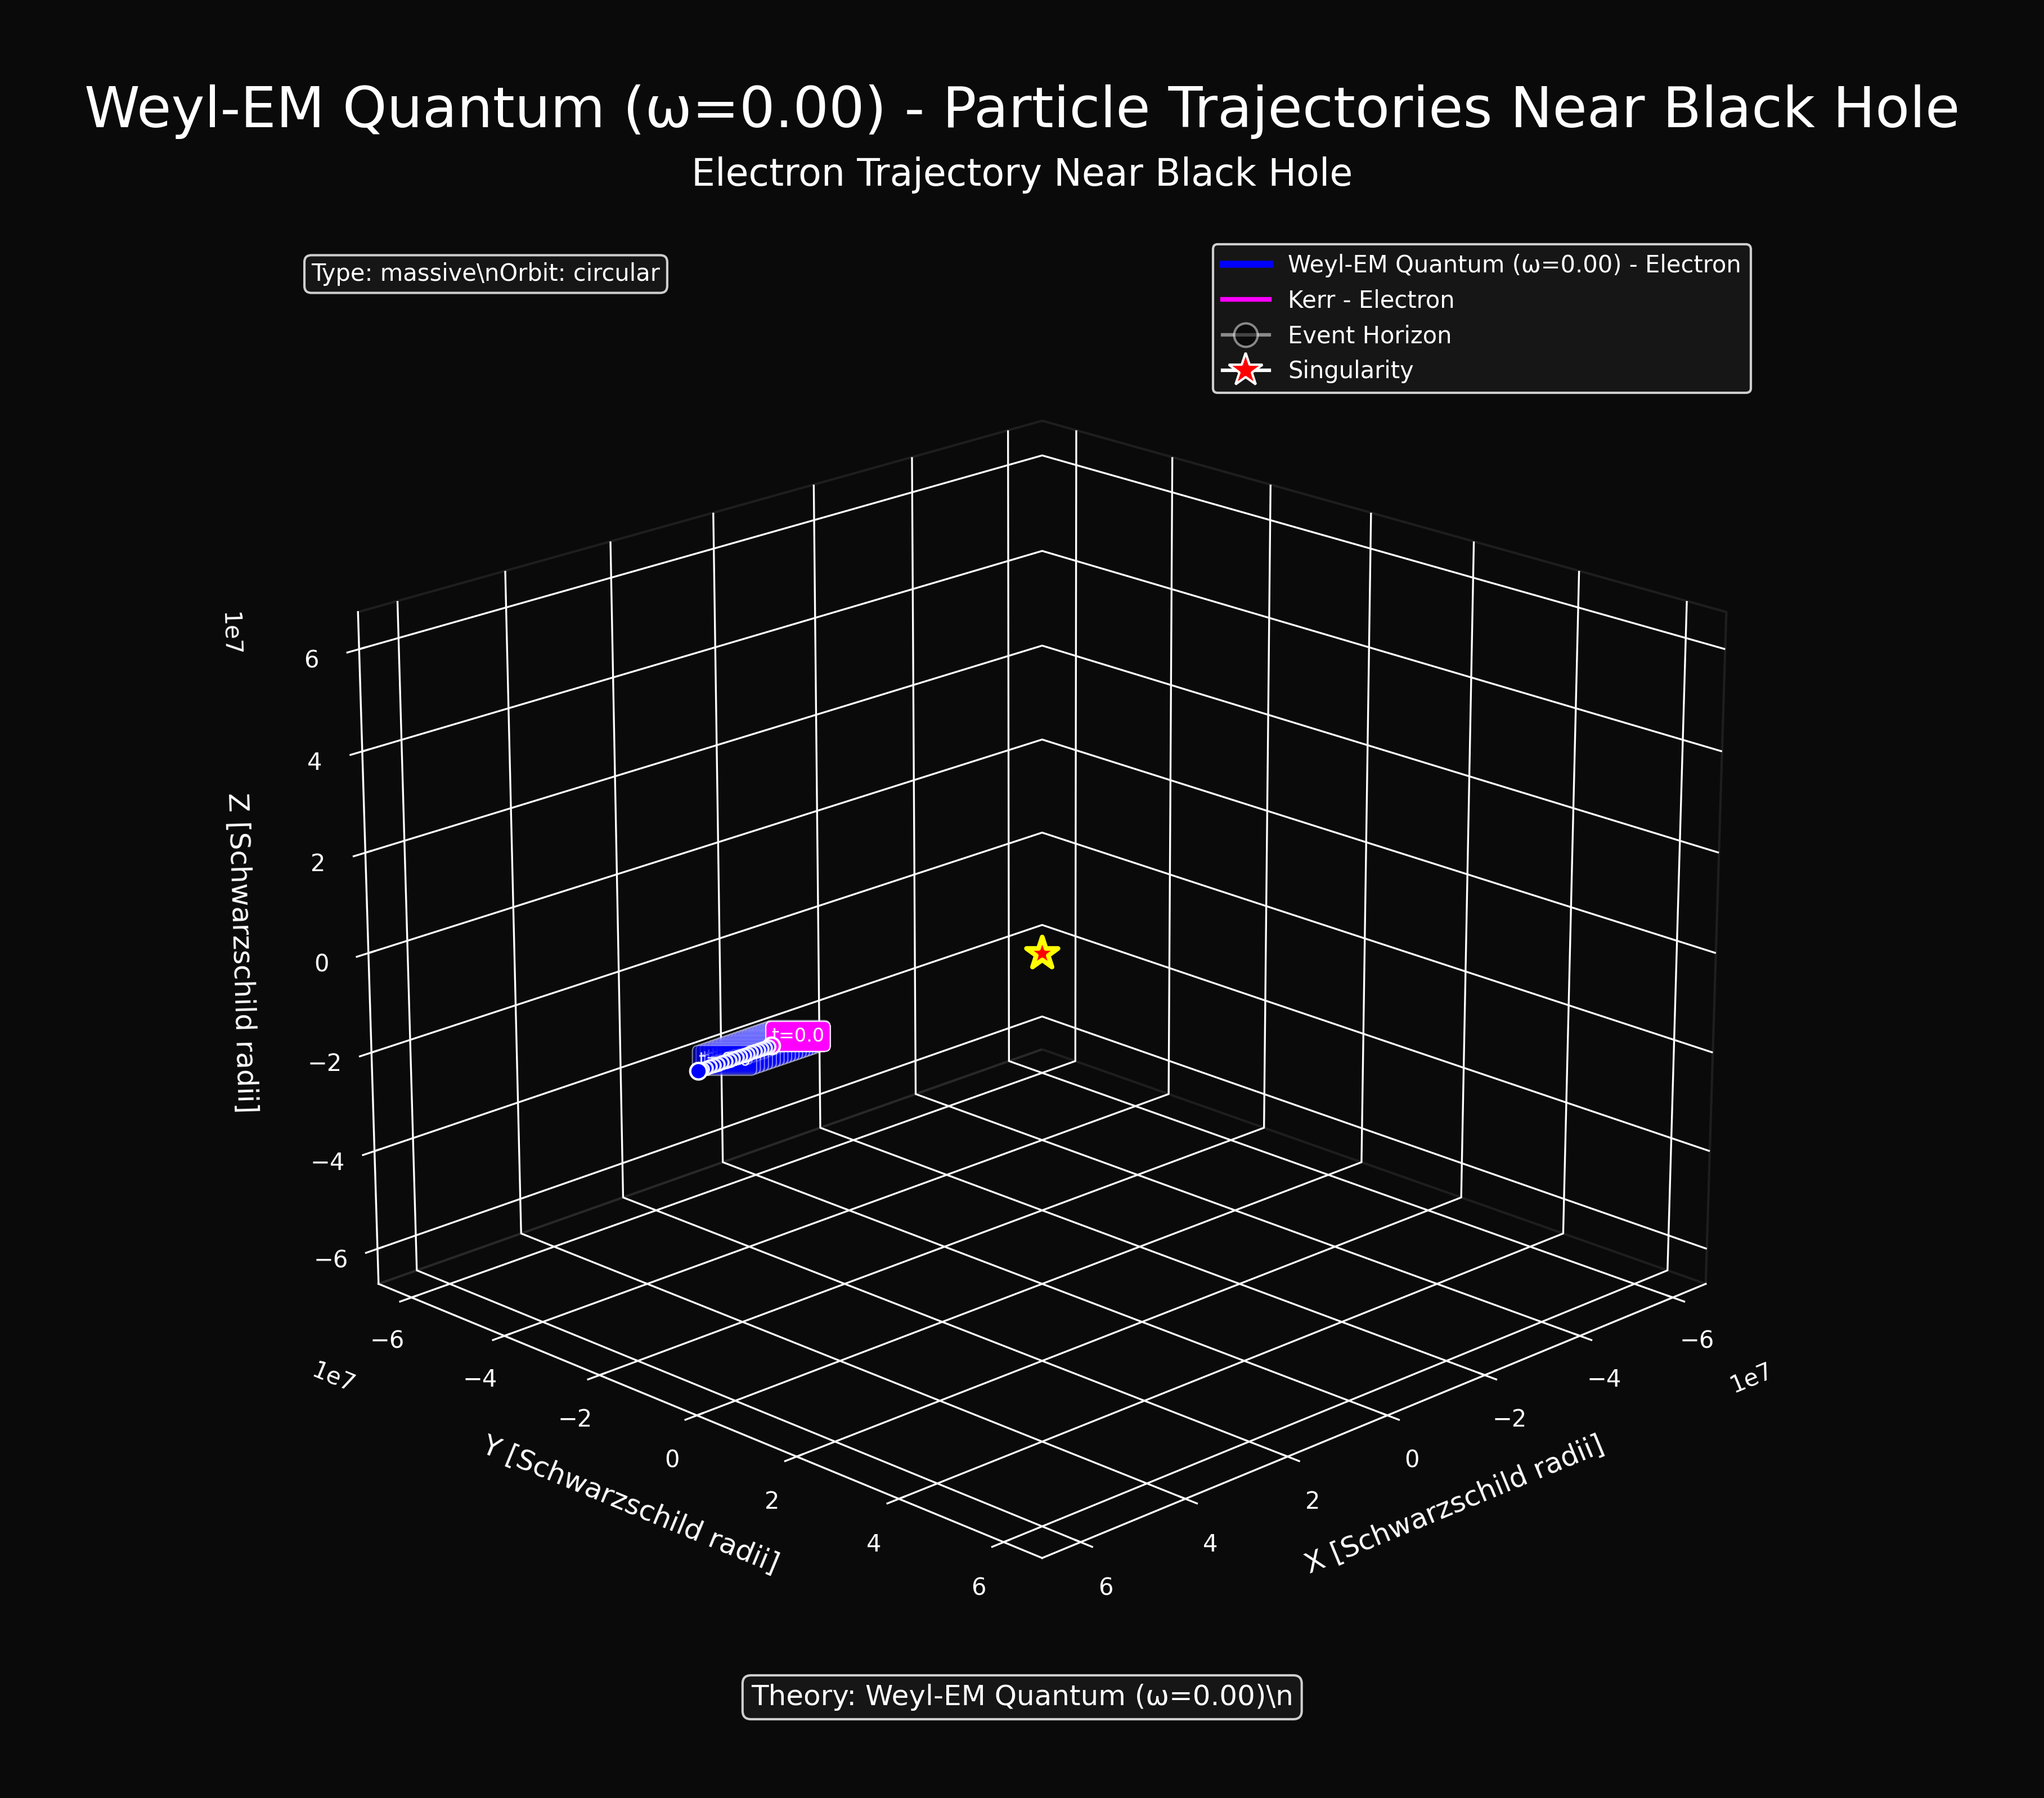 Weyl-EM Quantum (ω=0.00) - Particle Trajectories Near Black Hole
Electron Trajectory Near Black Hole
Type: massive\nOrbit: circular
Weyl-EM Quantum (ω=0.00) - Electron
Kerr - Electron
Event Horizon
Singularity
1e7
6
4
2
0
−2
−4
−6
Z [Schwarzschild radii]
t=0.0
−6
−4
−2
0
2
4
6
1e7
Y [Schwarzschild radii]
6
4
2
0
−2
−4
−6
1e7
X [Schwarzschild radii]
Theory: Weyl-EM Quantum (ω=0.00)\n